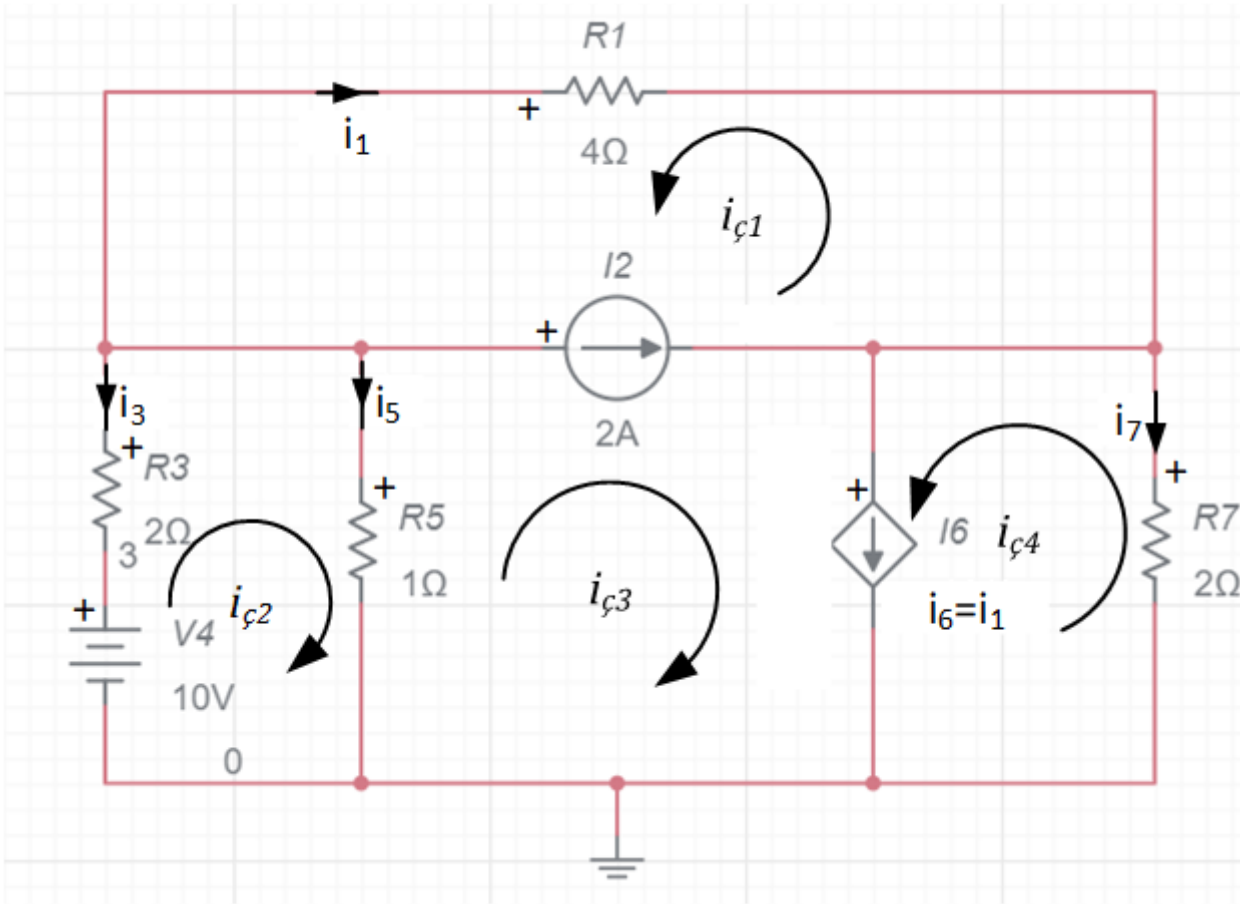 R1
+
i₁
4Ω
iç1
I2
+
2A
i₃
+
R3
2Ω
3
i₅
+
R5
1Ω
i₇
+
R7
2Ω
+
I6
iç4
i₆=i₁
iç2
iç3
+
V4
10V
0